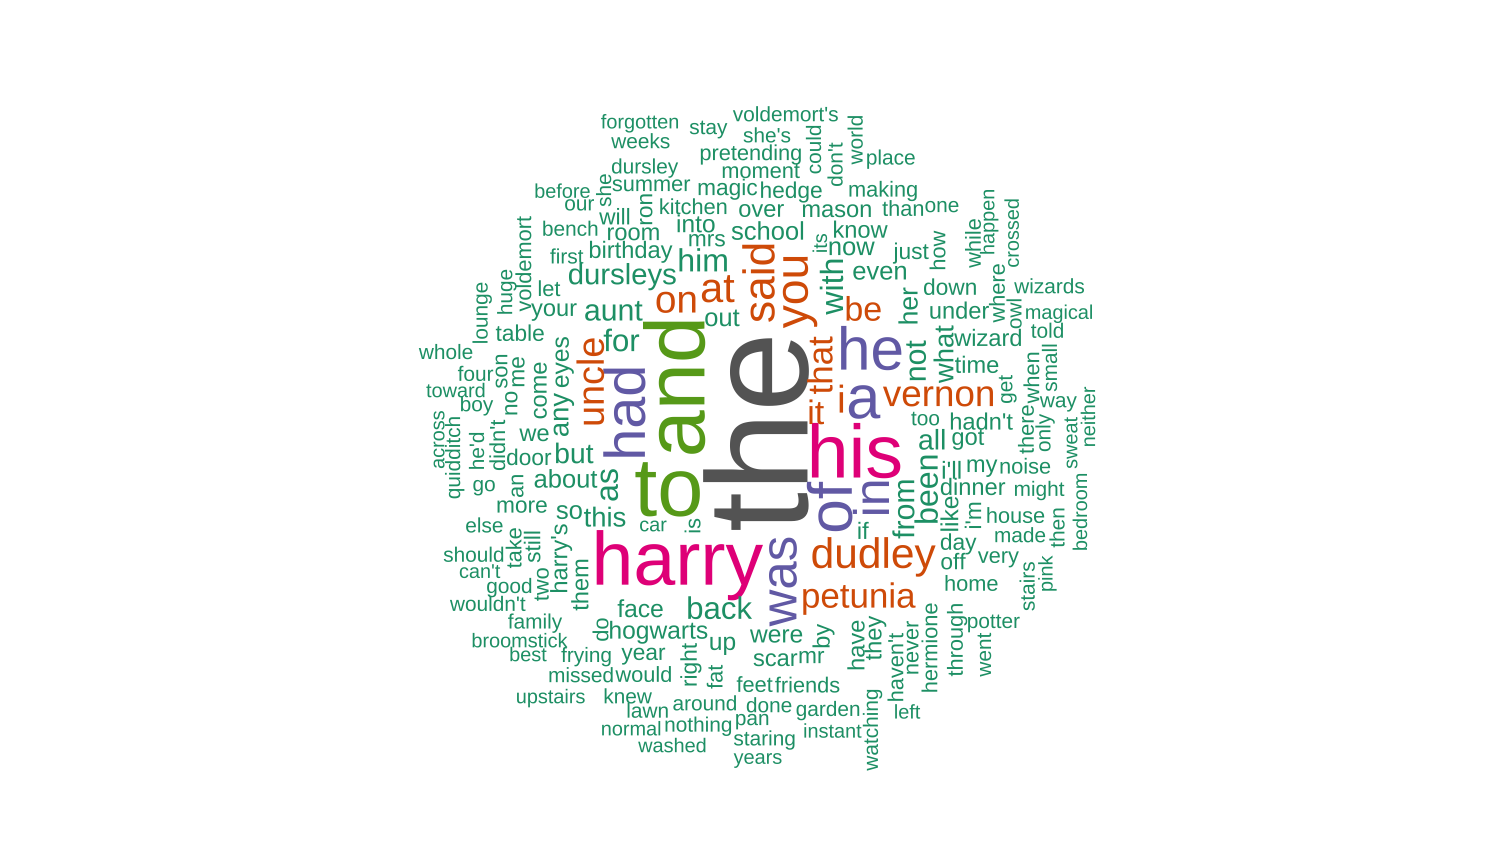 voldemort's
forgotten
stay
she's
weeks
could
world
pretending
don't
place
dursley
moment
she
summer
magic
hedge
making
before
our
ron
kitchen
over
mason
than
one
will
into
bench
room
mrs
school
its
know
now
how
while
happen
crossed
voldemort
first
birthday
him
said
you
with
just
even
dursleys
huge
let
lounge
your
aunt
on
at
out
be
her
down
where
wizards
under
owl
magical
told
table
for
and
the
he
that
not
what
wizard
time
when
small
whole
four
son
me
come
eyes
uncle
had
toward
boy
no
any
it
i
a
vernon
get
way
neither
too
hadn't
there
only
sweat
across
quidditch
he'd
didn't
we
door
but
his
all
got
go
an
about
as
to
of
in
from
been
i'll
my
noise
dinner
might
bedroom
more
so
this
car
is
if
like
i'm
house
then
else
take
still
harry's
harry
was
dudley
day
made
off
very
should
can't
good
two
them
petunia
home
stairs
pink
wouldn't
face
back
family
do
hogwarts
up
were
by
have
they
haven't
never
hermione
through
potter
went
broomstick
best
frying
year
right
fat
scar
mr
missed
would
feet
friends
upstairs
knew
lawn
around
done
garden
watching
left
normal
nothing
pan
instant
washed
staring
years